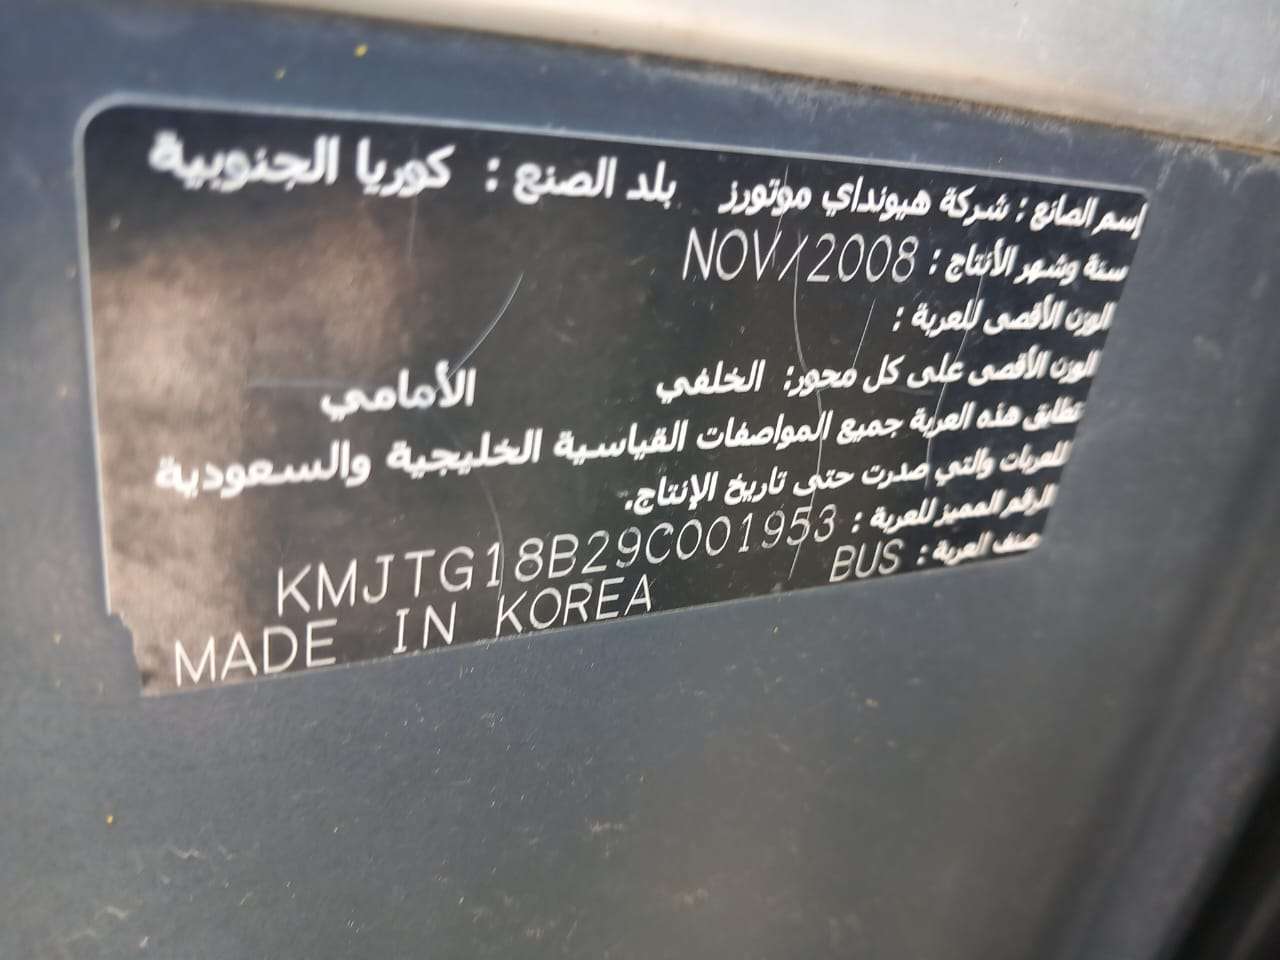 إسم الصانع : شركة هيونداي موتورز بلد الصنع : كوريا الجنوبية
سنة وشهر الأنتاج : NOV/2008
الوزن الأقصى للعربة :
الوزن الأقصى على كل محور: الخلفي الأمامي
تطابق هذه العربة جميع المواصفات القياسية الخليجية والسعودية
للعربات والتي صدرت حتى تاريخ الإنتاج.
الرقم المميز للعربة : KMJTG18B29C001953
صنف العربة : BUS
MADE IN KOREA